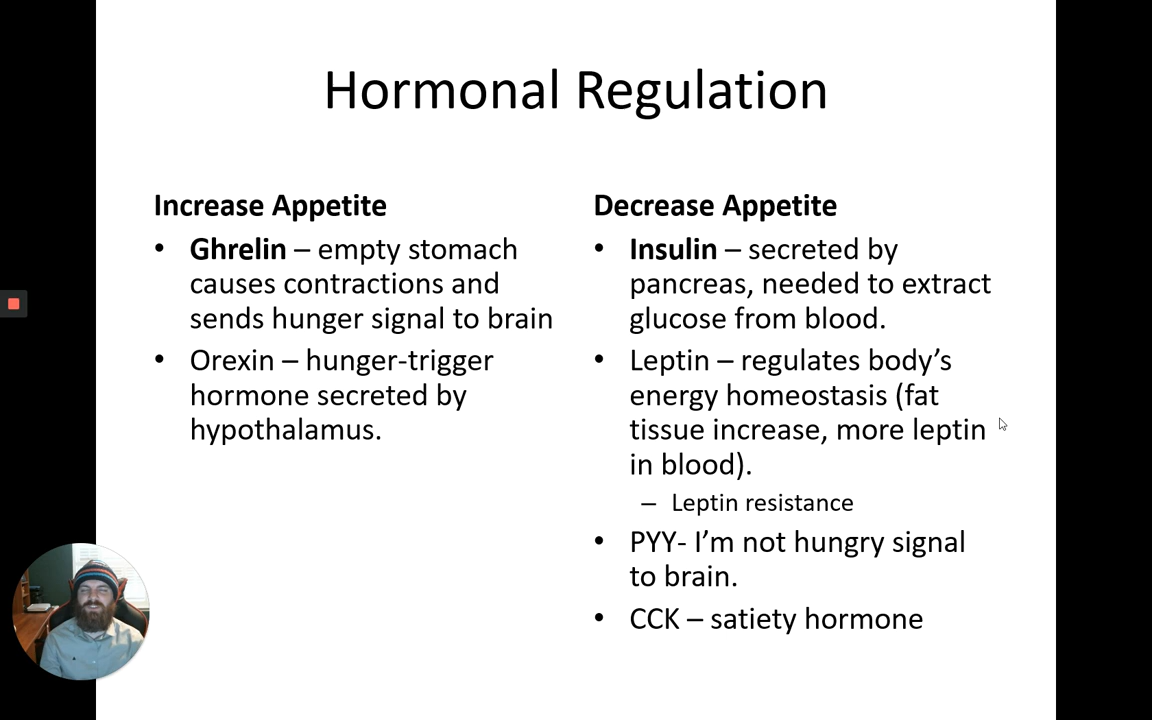 Hormonal Regulation
Increase Appetite
• Ghrelin – empty stomach
causes contractions and
sends hunger signal to brain
• Orexin – hunger-trigger
hormone secreted by
hypothalamus.
Decrease Appetite
• Insulin – secreted by
pancreas, needed to extract
glucose from blood.
• Leptin – regulates body’s
energy homeostasis (fat
tissue increase, more leptin
in blood).
– Leptin resistance
• PYY- I’m not hungry signal
to brain.
• CCK – satiety hormone